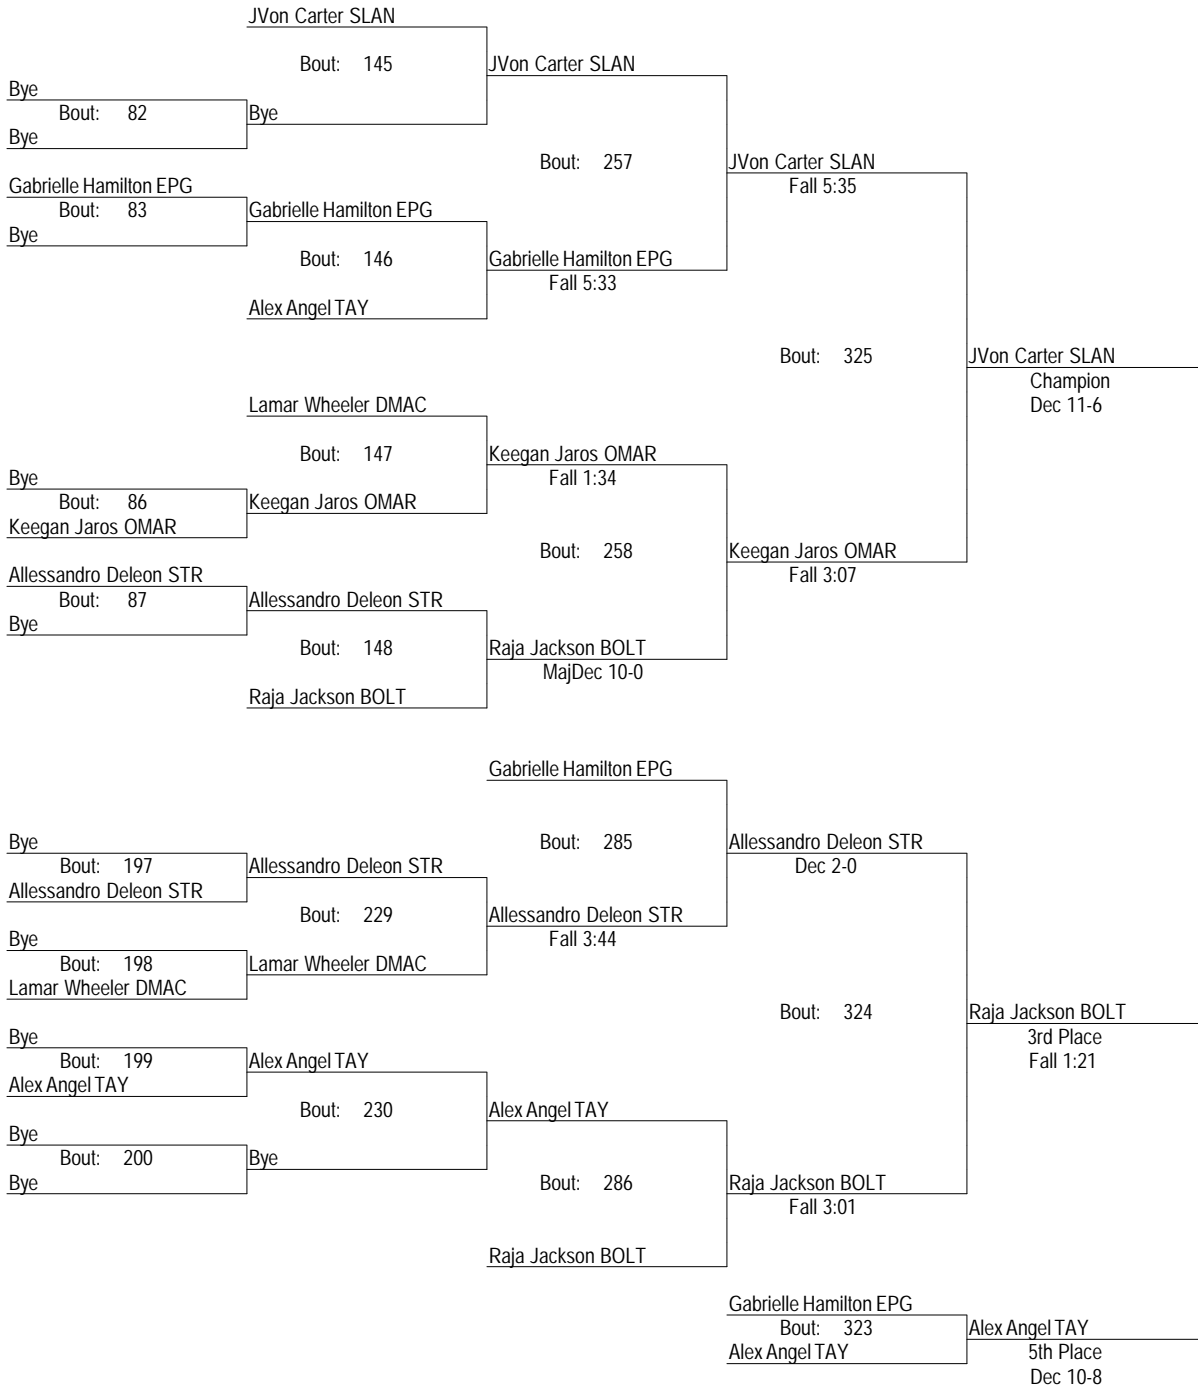 JVon Carter SLAN
Bout: 145
JVon Carter SLAN
Bye
Bout: 82
Bye
Bye
Bout: 257
JVon Carter SLAN
Fall 5:35
Gabrielle Hamilton EPG
Bout: 83
Gabrielle Hamilton EPG
Bye
Bout: 146
Gabrielle Hamilton EPG
Fall 5:33
Alex Angel TAY
Bout: 325
JVon Carter SLAN
Champion
Dec 11-6
Lamar Wheeler DMAC
Bout: 147
Keegan Jaros OMAR
Fall 1:34
Bye
Bout: 86
Keegan Jaros OMAR
Keegan Jaros OMAR
Bout: 258
Keegan Jaros OMAR
Fall 3:07
Allessandro Deleon STR
Bout: 87
Allessandro Deleon STR
Bye
Bout: 148
Raja Jackson BOLT
MajDec 10-0
Raja Jackson BOLT
Gabrielle Hamilton EPG
Bout: 285
Allessandro Deleon STR
Dec 2-0
Bye
Bout: 197
Allessandro Deleon STR
Allessandro Deleon STR
Bout: 229
Allessandro Deleon STR
Fall 3:44
Bye
Bout: 198
Lamar Wheeler DMAC
Lamar Wheeler DMAC
Bout: 324
Raja Jackson BOLT
3rd Place
Fall 1:21
Bye
Bout: 199
Alex Angel TAY
Alex Angel TAY
Bout: 230
Alex Angel TAY
Bye
Bout: 200
Bye
Bye
Bout: 286
Raja Jackson BOLT
Fall 3:01
Raja Jackson BOLT
Gabrielle Hamilton EPG
Bout: 323
Alex Angel TAY
Alex Angel TAY
5th Place
Dec 10-8